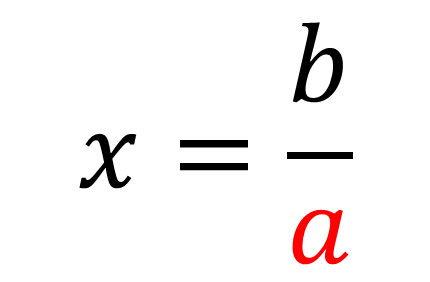 x = b/a